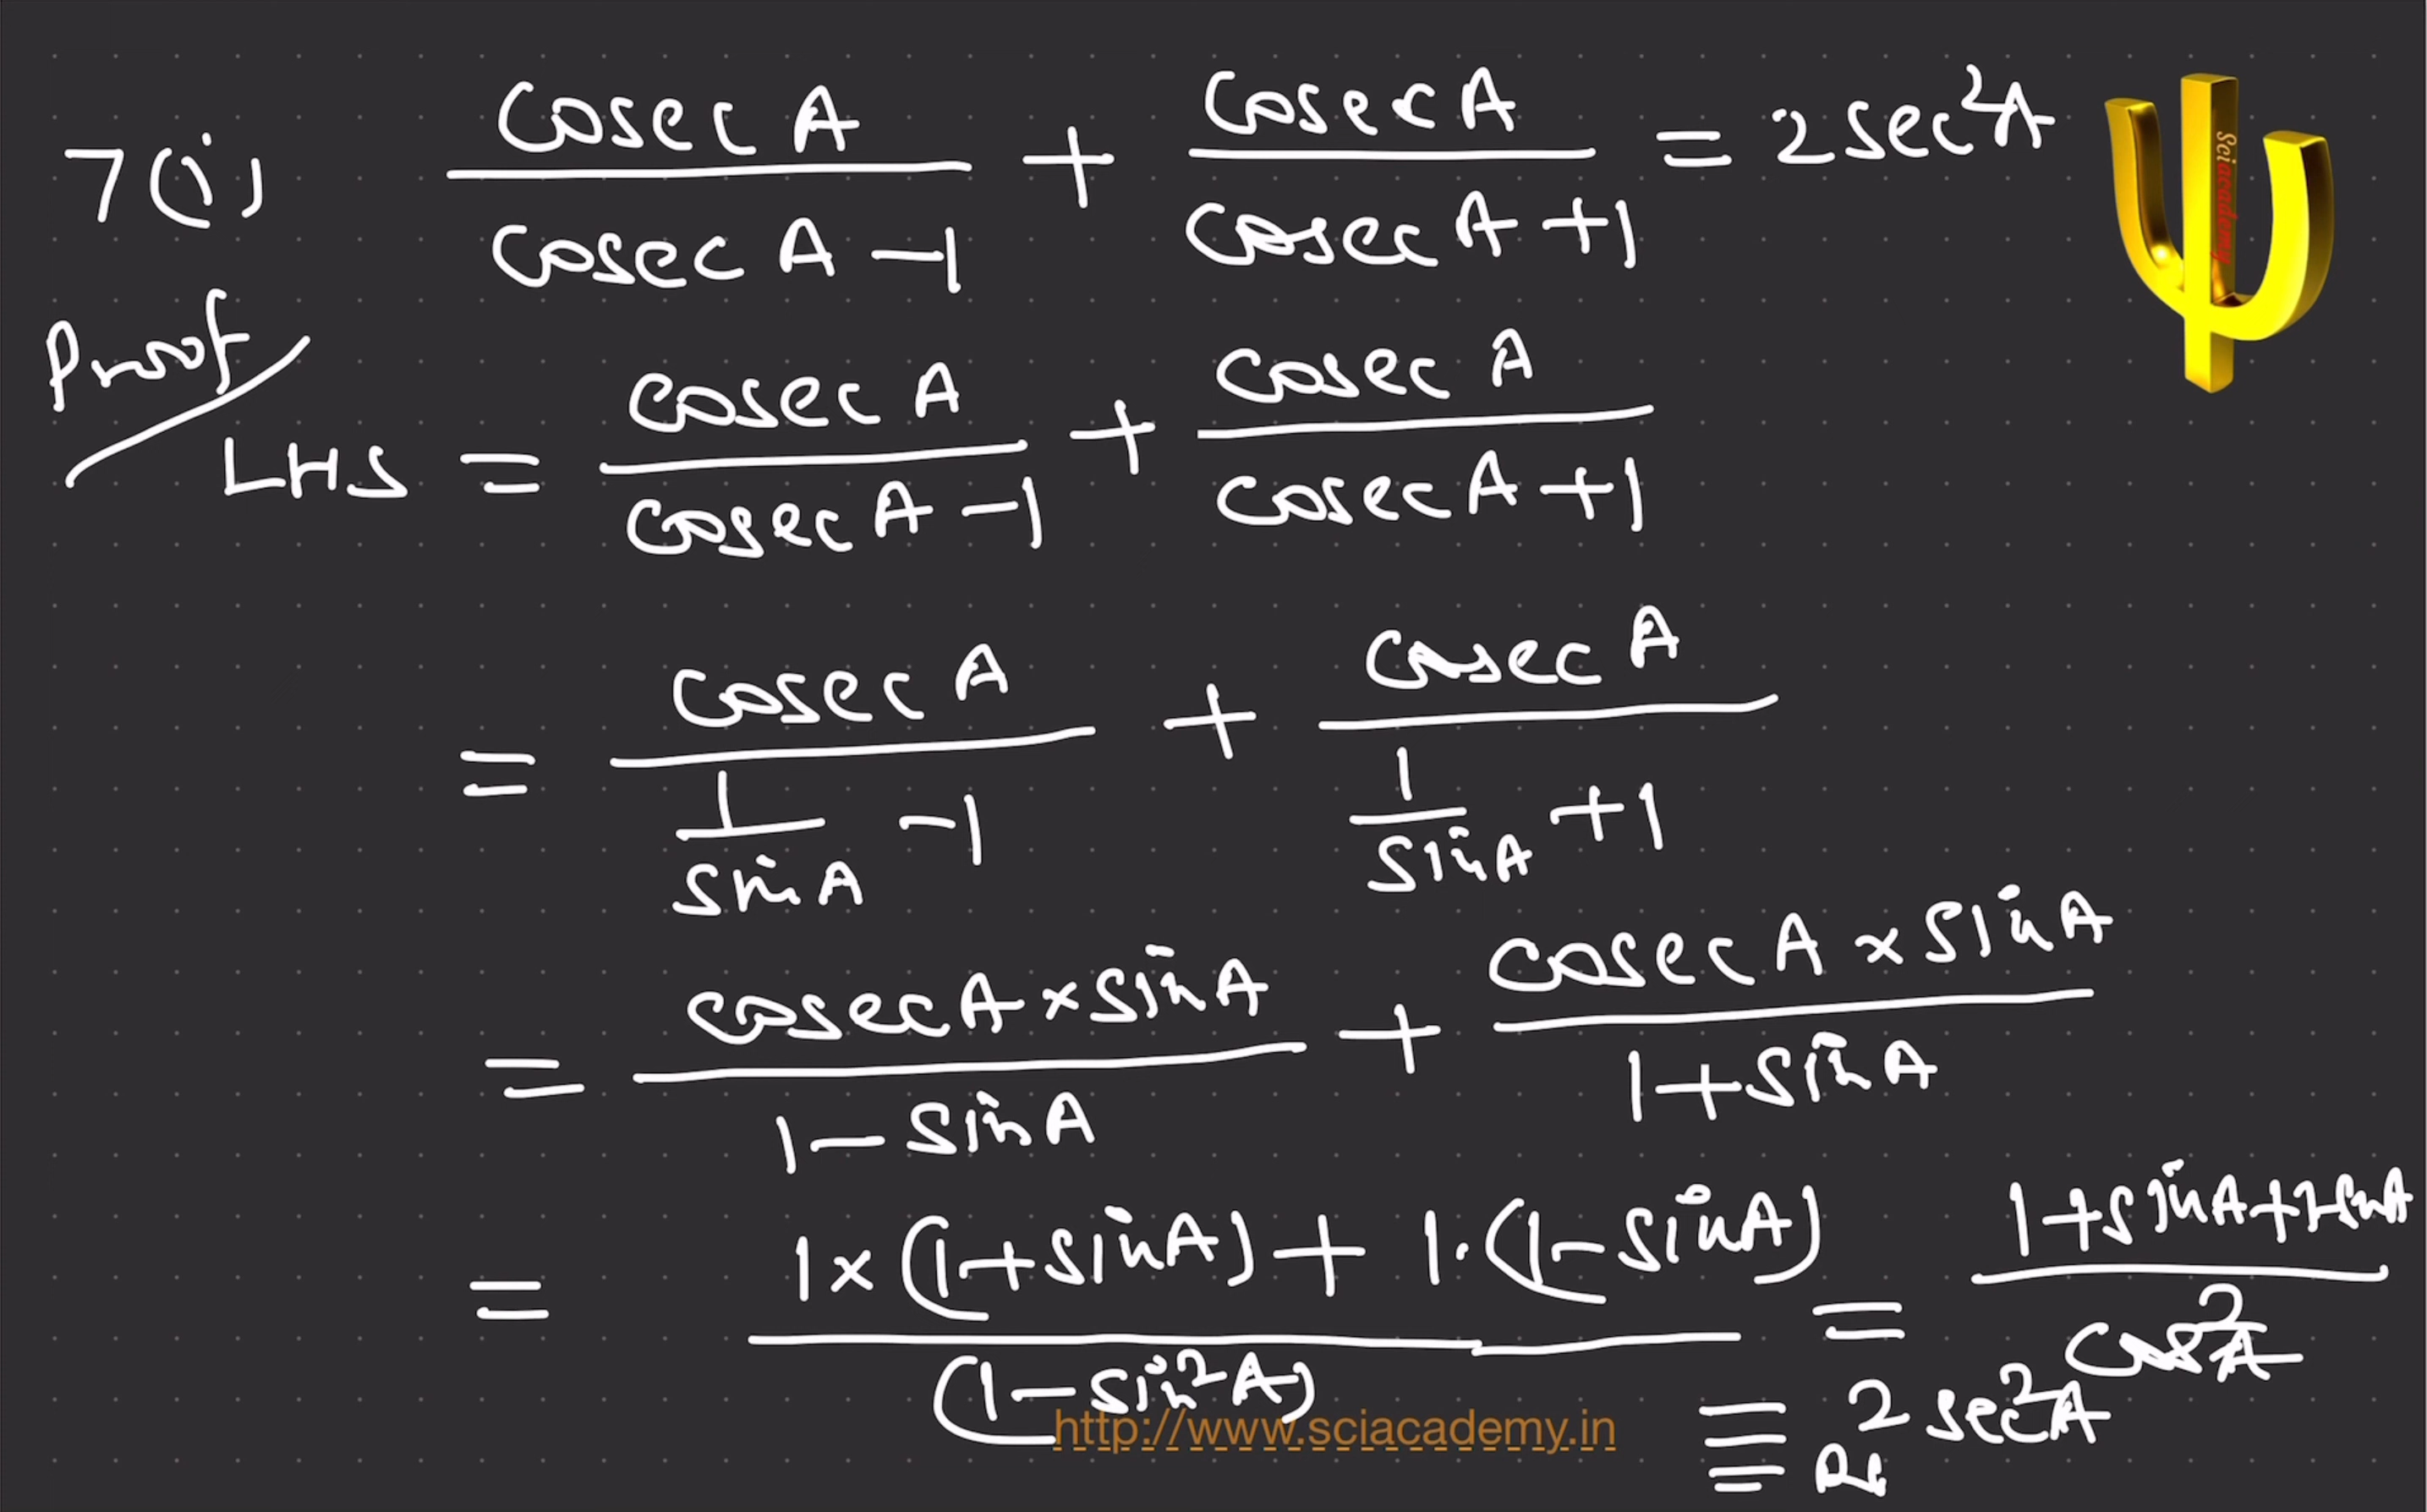 7(i) cosec A / (cosec A - 1) + cosec A / (cosec A + 1) = 2 sec²A
Sciacademy
Proof
LHS = cosec A / (cosec A - 1) + cosec A / (cosec A + 1)
= cosec A / (1/sin A - 1) + cosec A / (1/sin A + 1)
= cosec A × sin A / (1 - sin A) + cosec A × sin A / (1 + sin A)
= (1 × (1 + sin A) + 1 · (1 - sin A)) / (1 - sin²A) = 1 + sin A + / cos²A
= 2 sec²A
http://www.sciacademy.in
=